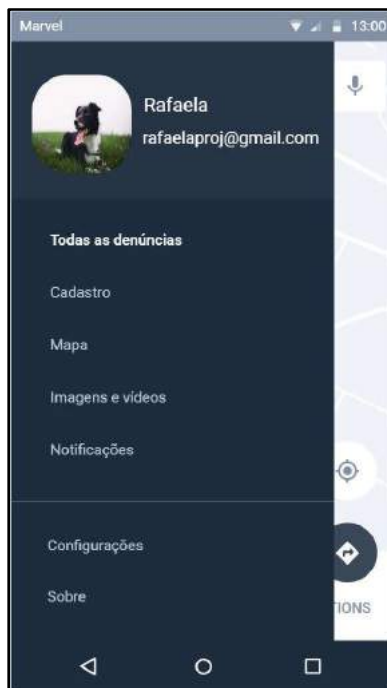 Marvel 13:00
Rafaela
rafaelaproj@gmail.com
Todas as denúncias
Cadastro
Mapa
Imagens e vídeos
Notificações
Configurações
Sobre
TIONS